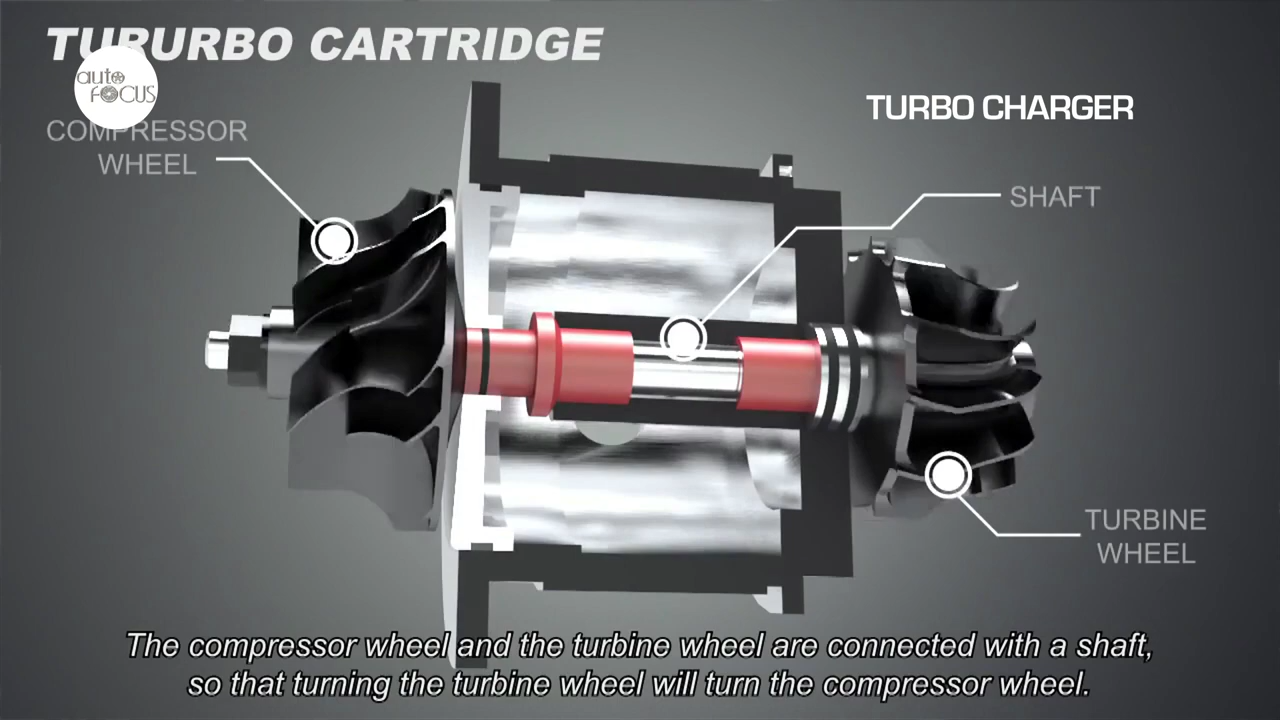 TUPURBO CARTRIDGE
auto
FOCUS
COMPRESSOR
WHEEL
TURBO CHARGER
SHAFT
TURBINE
WHEEL
The compressor wheel and the turbine wheel are connected with a shaft,
so that turning the turbine wheel will turn the compressor wheel.